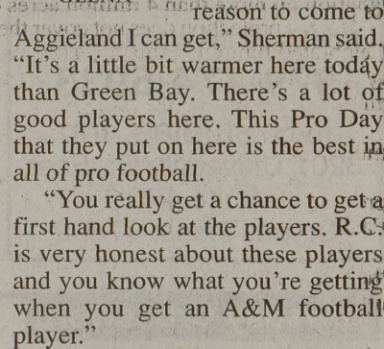 reason to come to
Aggieland I can get,” Sherman said.
“It’s a little bit warmer here today
than Green Bay. There’s a lot of
good players here. This Pro Day
that they put on here is the best in
all of pro football.
“You really get a chance to get a
first hand look at the players. R.C.
is very honest about these players
and you know what you’re getting
when you get an A&M football
player.”